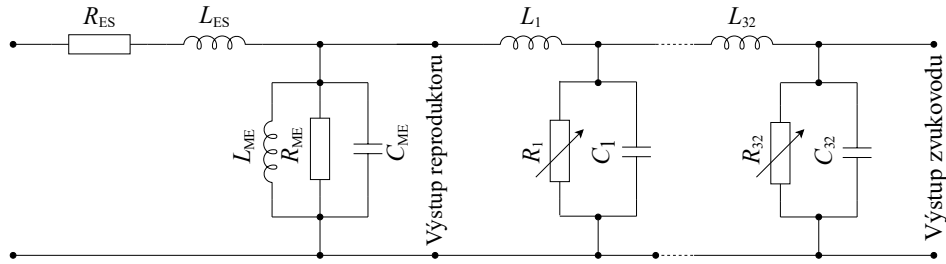 R_ES
L_ES
L_1
L_32
L_ME
R_ME
C_ME
Výstup reproduktoru
R_1
C_1
R_32
C_32
Výstup zvukovodu